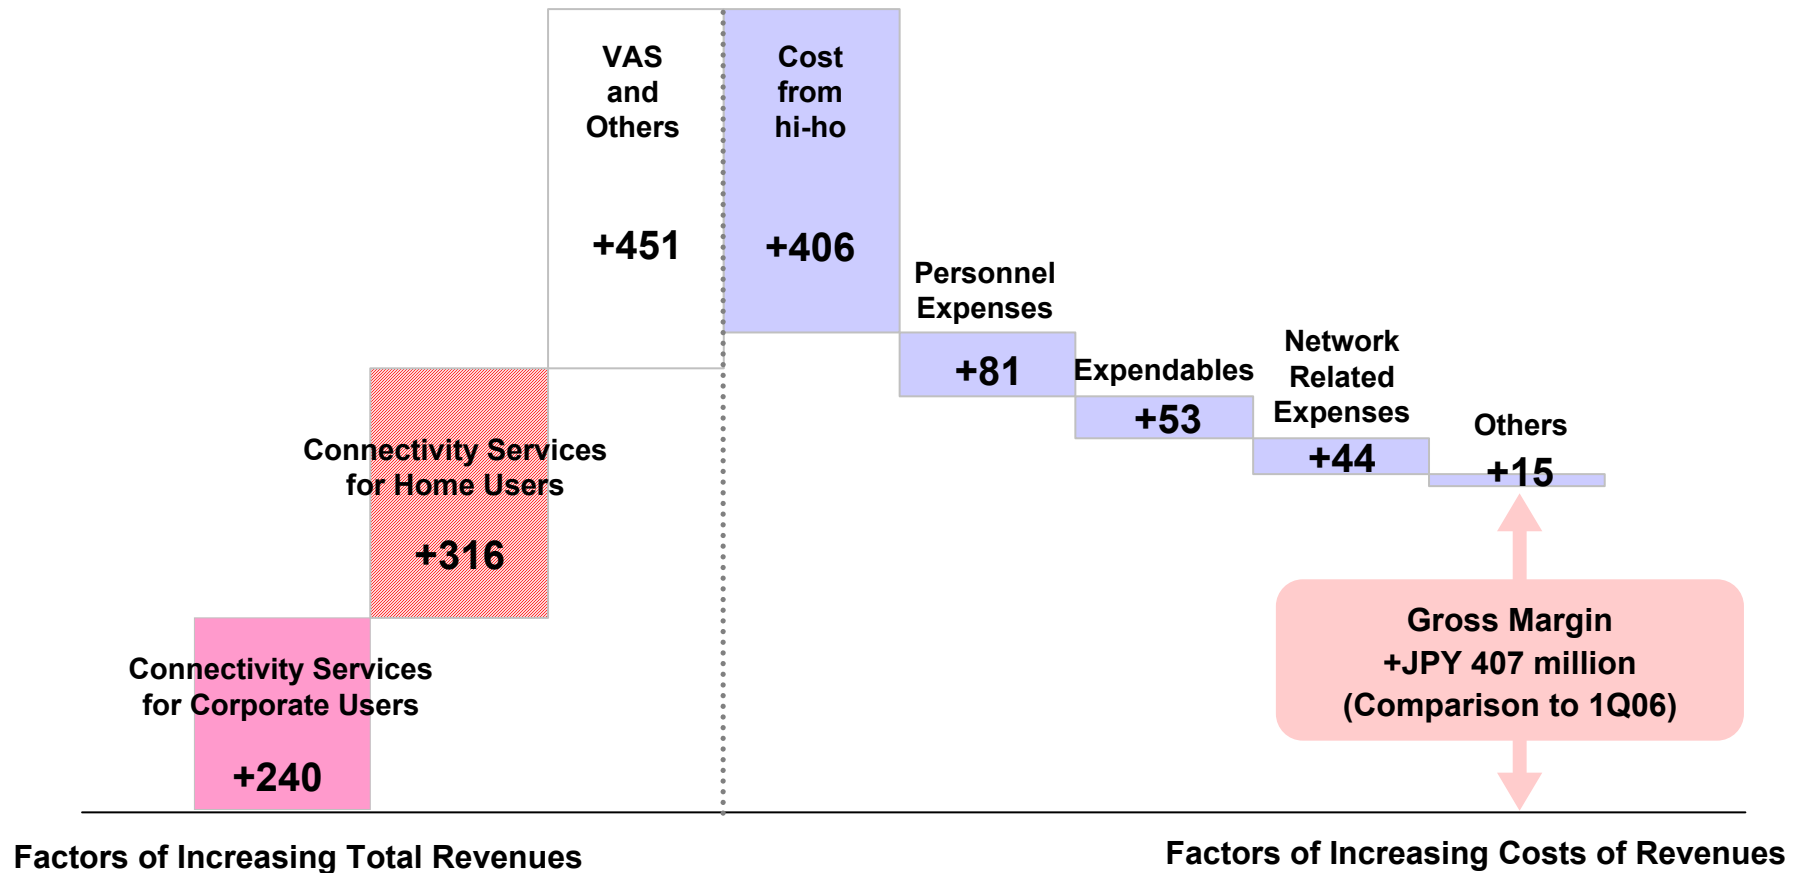 VAS
and
Others
+451
Cost
from
hi-ho
+406
Personnel
Expenses
+81
Expendables
+53
Network
Related
Expenses
+44
Others
+15
Connectivity Services
for Home Users
+316
Connectivity Services
for Corporate Users
+240
Gross Margin
+JPY 407 million
(Comparison to 1Q06)
Factors of Increasing Total Revenues
Factors of Increasing Costs of Revenues